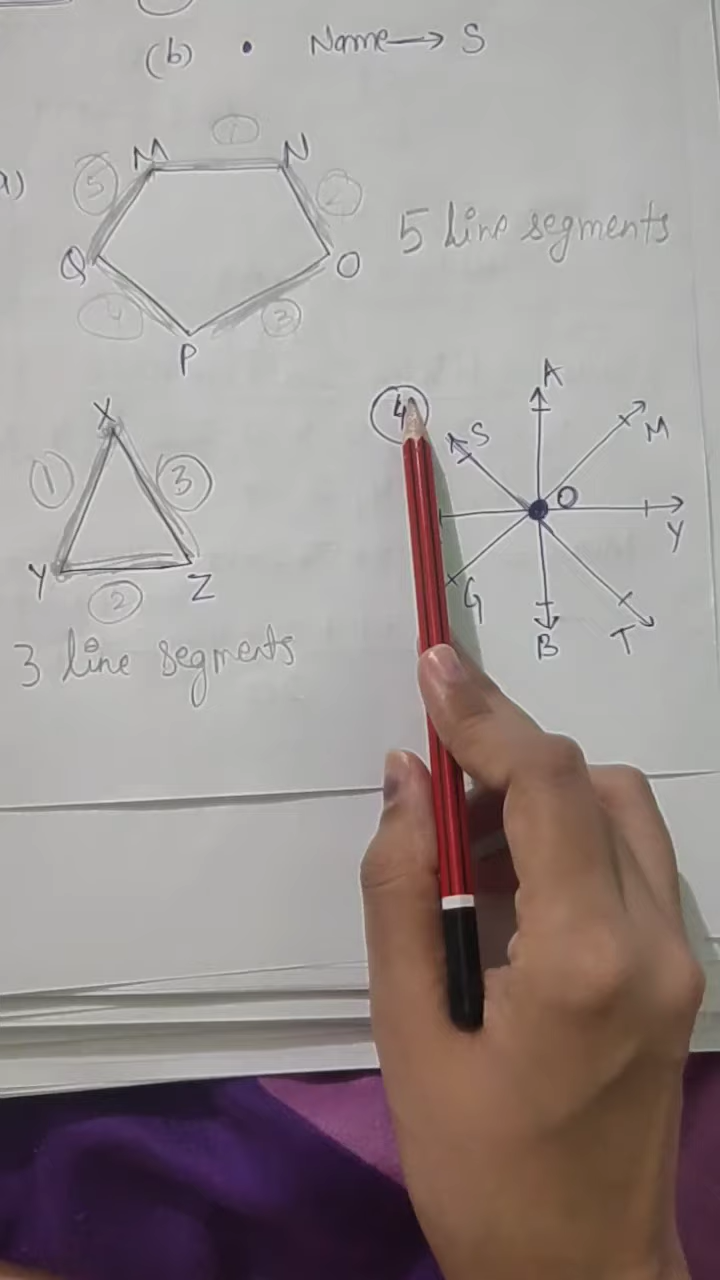 (b) • Name → S
① 
M N
⑤ ②
Q O
5 line segments
④ ③
P
X
④
A
S M
① ③
O
Y
Y Z
②
G B T
3 line segments